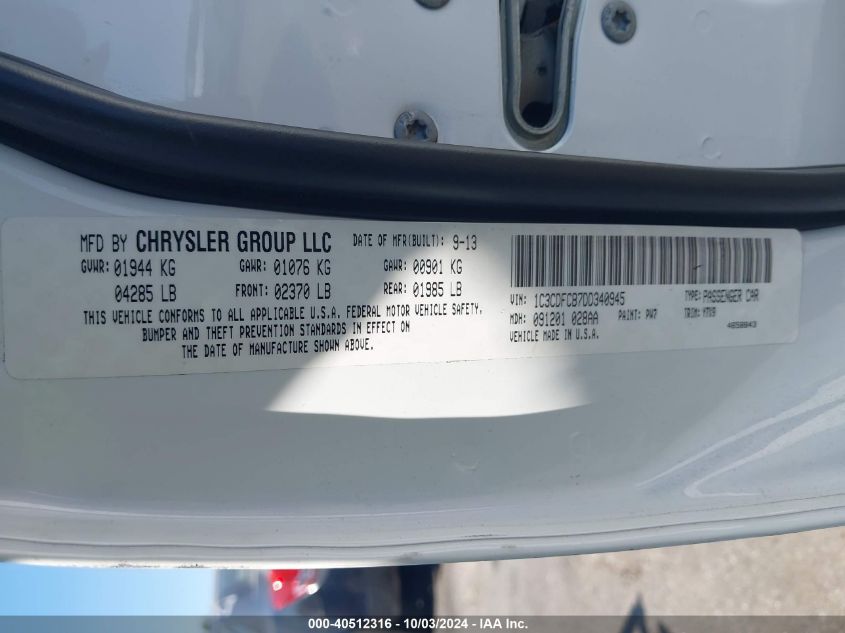 MFD BY CHRYSLER GROUP LLC DATE OF MFR(BUILT): 9-13
GVWR: 01944 KG GAWR: 01076 KG GAWR: 00901 KG
04285 LB FRONT: 02370 LB REAR: 01985 LB
THIS VEHICLE CONFORMS TO ALL APPLICABLE U.S.A. FEDERAL MOTOR VEHICLE SAFETY,
BUMPER AND THEFT PREVENTION STANDARDS IN EFFECT ON
THE DATE OF MANUFACTURE SHOWN ABOVE.
VIN: 1C3CDFCB7DD340945 TYPE: PASSENGER CAR
MDH: 091201 028AA PAINT: PW7 TRIM:
VEHICLE MADE IN U.S.A.
000-40512316 - 10/03/2024 - IAA Inc.